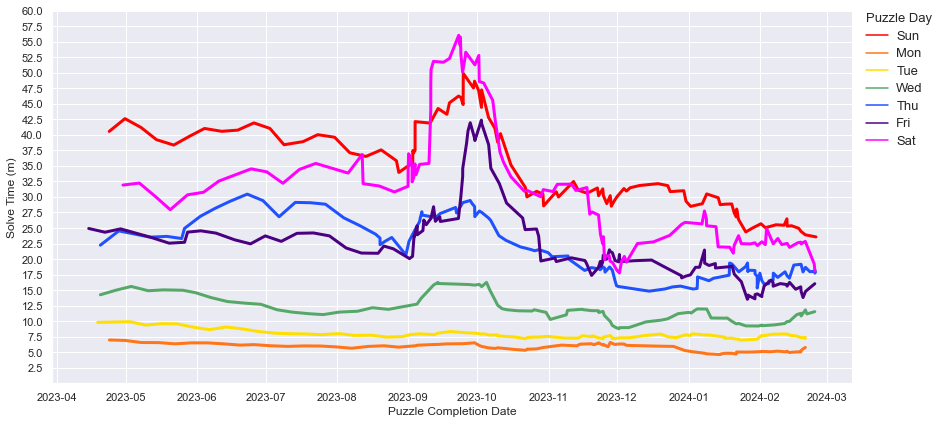 60.0
57.5
55.0
52.5
50.0
47.5
45.0
42.5
40.0
37.5
35.0
32.5
30.0
27.5
25.0
22.5
20.0
17.5
15.0
12.5
10.0
7.5
5.0
2.5
Solve Time (m)
2023-04 2023-05 2023-06 2023-07 2023-08 2023-09 2023-10 2023-11 2023-12 2024-01 2024-02 2024-03
Puzzle Completion Date
Puzzle Day
Sun
Mon
Tue
Wed
Thu
Fri
Sat